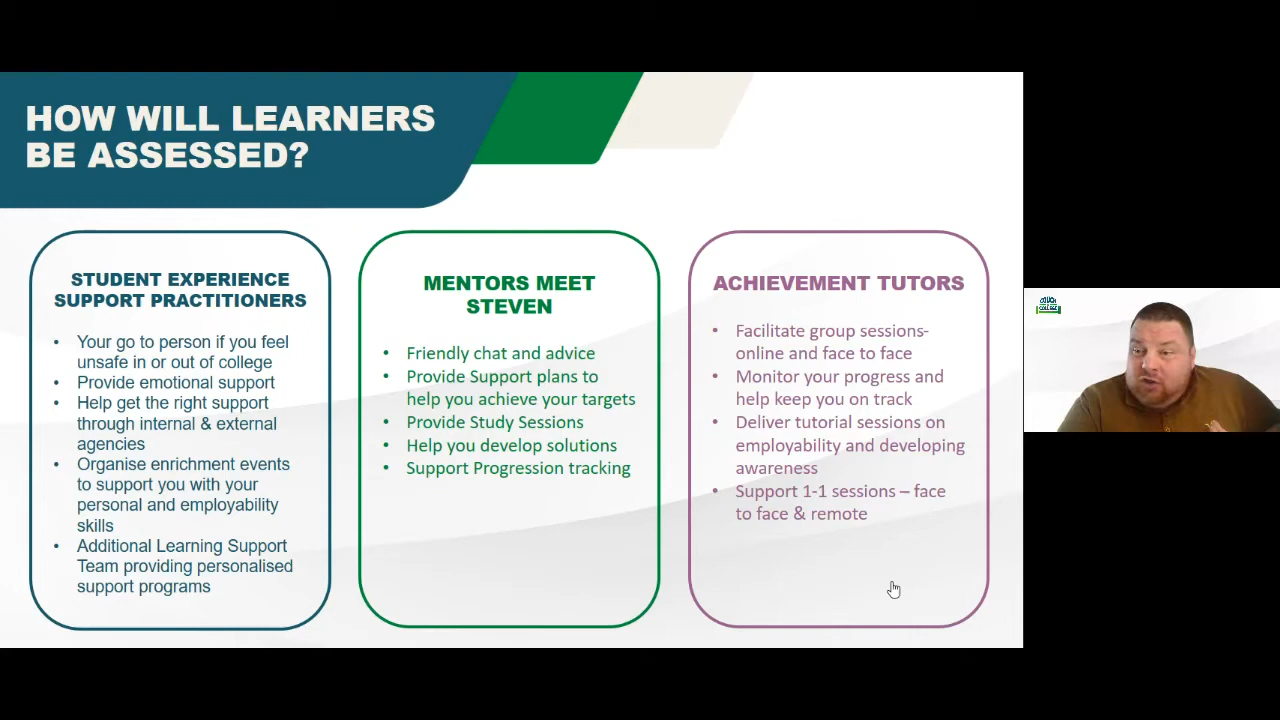 HOW WILL LEARNERS
BE ASSESSED?
STUDENT EXPERIENCE
SUPPORT PRACTITIONERS
• Your go to person if you feel
unsafe in or out of college
• Provide emotional support
• Help get the right support
through internal & external
agencies
• Organise enrichment events
to support you with your
personal and employability
skills
• Additional Learning Support
Team providing personalised
support programs
MENTORS MEET
STEVEN
• Friendly chat and advice
• Provide Support plans to
help you achieve your targets
• Provide Study Sessions
• Help you develop solutions
• Support Progression tracking
ACHIEVEMENT TUTORS
• Facilitate group sessions-
online and face to face
• Monitor your progress and
help keep you on track
• Deliver tutorial sessions on
employability and developing
awareness
• Support 1-1 sessions – face
to face & remote
COLLEGE